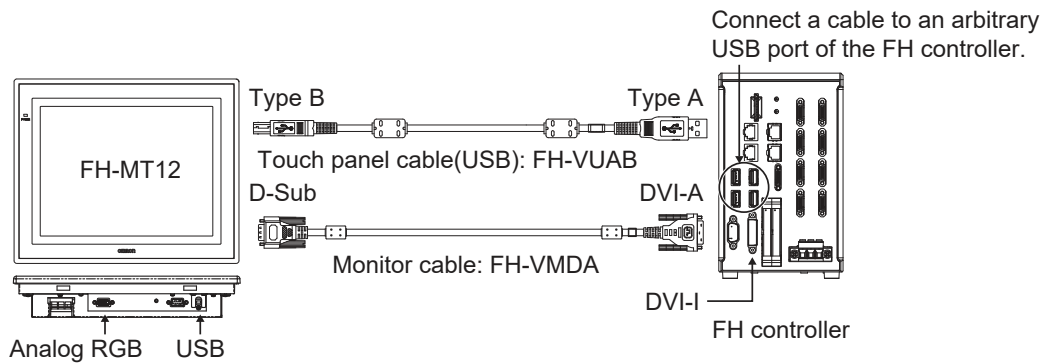 Connect a cable to an arbitrary
USB port of the FH controller.
Type B
Type A
FH-MT12
Touch panel cable(USB): FH-VUAB
D-Sub
DVI-A
OMRON
Monitor cable: FH-VMDA
DVI-I
FH controller
Analog RGB
USB